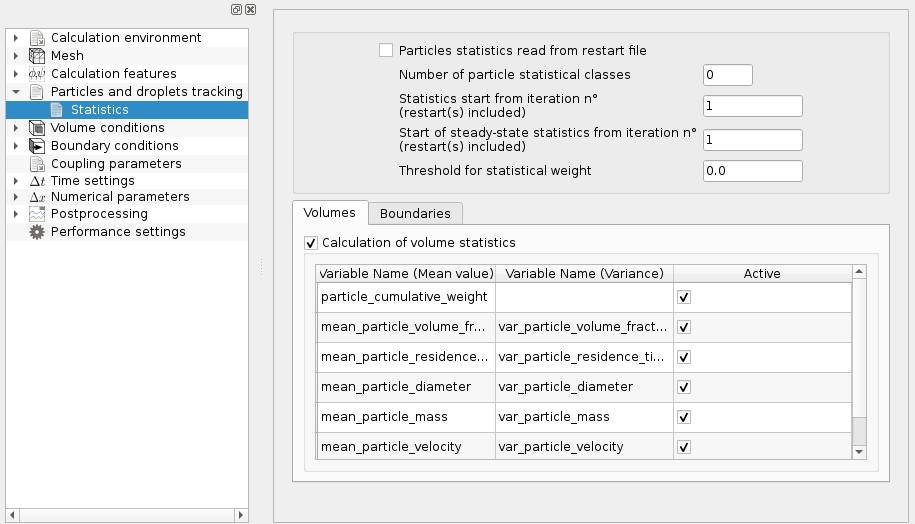 Calculation environment
Mesh
φ,ψ Calculation features
Particles and droplets tracking
Statistics
Volume conditions
Boundary conditions
Coupling parameters
Δt Time settings
Δx Numerical parameters
Postprocessing
Performance settings
Particles statistics read from restart file
Number of particle statistical classes 0
Statistics start from iteration n°
(restart(s) included) 1
Start of steady-state statistics from iteration n°
(restart(s) included) 1
Threshold for statistical weight 0.0
Volumes Boundaries
Calculation of volume statistics
Variable Name (Mean value) Variable Name (Variance) Active
particle_cumulative_weight
mean_particle_volume_fr... var_particle_volume_fract...
mean_particle_residence... var_particle_residence_ti...
mean_particle_diameter var_particle_diameter
mean_particle_mass var_particle_mass
mean_particle_velocity var_particle_velocity